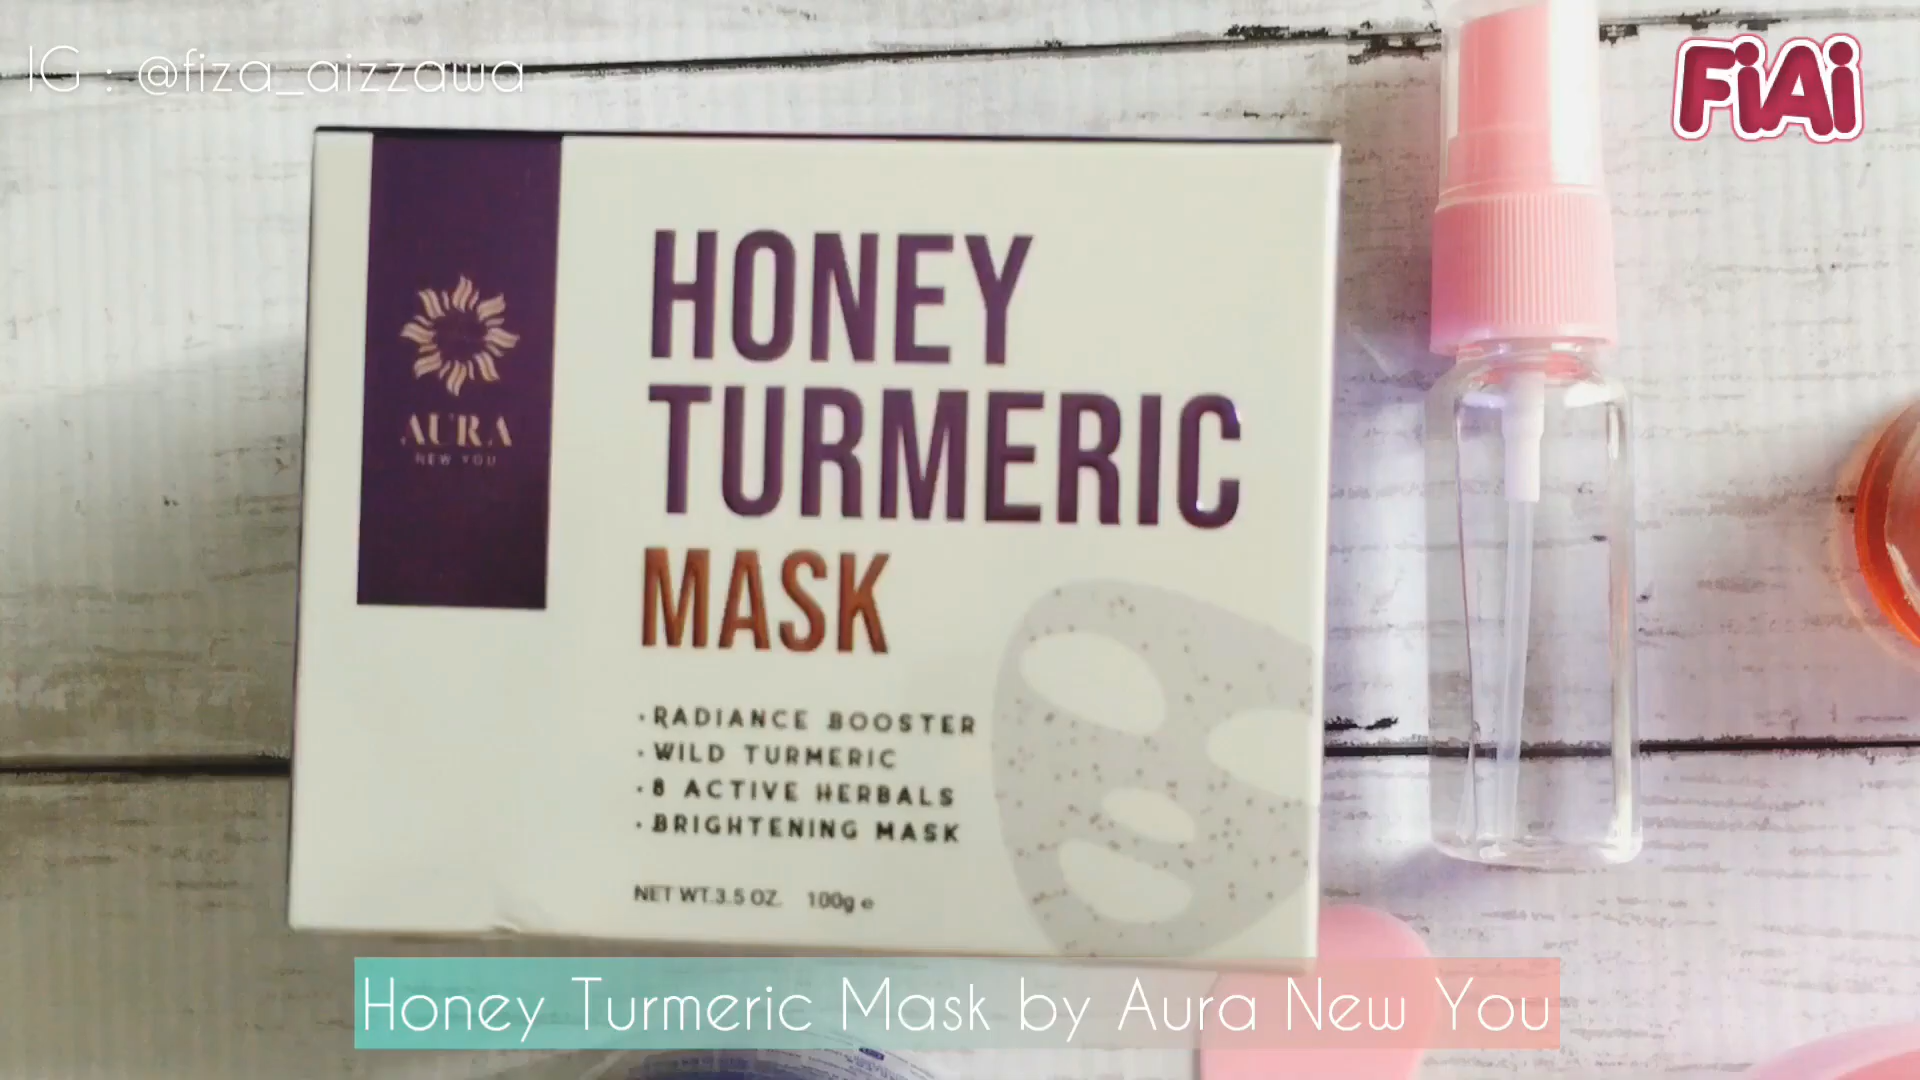 IG : @fiza_aizzawa
FiAi
AURA
NEW YOU
HONEY
TURMERIC
MASK
· RADIANCE BOOSTER
· WILD TURMERIC
· 8 ACTIVE HERBALS
· BRIGHTENING MASK
NET WT.3.5 OZ. 100g e
Honey Turmeric Mask by Aura New You